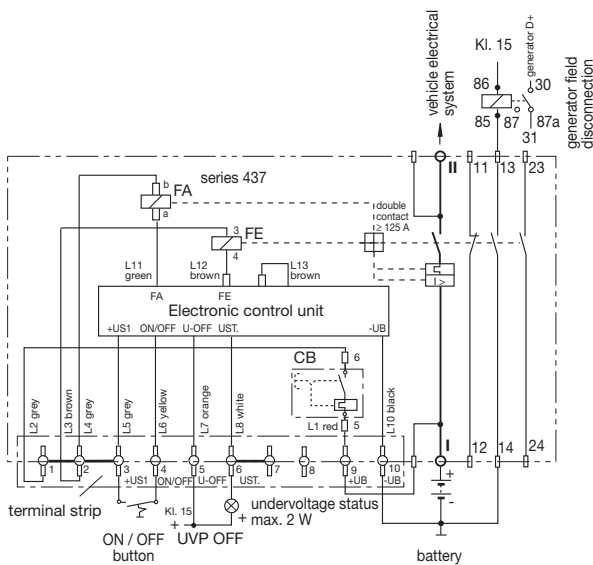 Kl. 15
generator D+
vehicle electrical
system
86
30
85
87
87a
31
generator field
disconnection
II
11
13
23
series 437
b
FA
a
double
contact
≥ 125 A
3
FE
4
L11
green
L12
brown
L13
brown
I >
FA
FE
Electronic control unit
+US1
ON/OFF
U-OFF
UST.
-UB
CB
6
L2 grey
L3 brown
L4 grey
L5 grey
L6 yellow
L7 orange
L8 white
L1 red
5
L10 black
I
12
14
24
1
2
3
4
5
6
7
8
9
10
+US1
ON/OFF
U-OFF
UST.
+UB
-UB
terminal strip
Kl. 15
+
+
undervoltage status
max. 2 W
+
-
ON / OFF
button
UVP OFF
battery